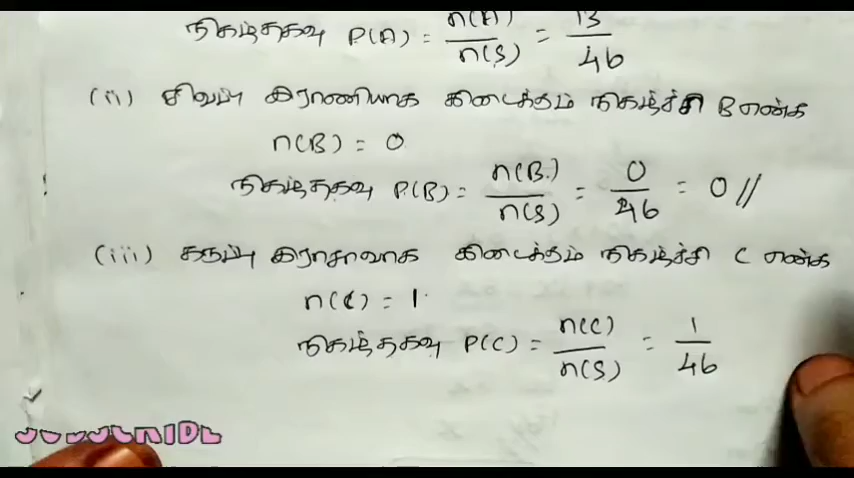 நிகழ்தகவு P(A) = n(A)/n(S) = 13/46
(ii) சிவப்பு இராணியாக கிடைக்கும் நிகழ்ச்சி B என்க
n(B) = 0
நிகழ்தகவு P(B) = n(B)/n(S) = 0/46 = 0 //
(iii) கருப்பு இராசாவாக கிடைக்கும் நிகழ்ச்சி C என்க
n(C) = 1.
நிகழ்தகவு P(C) = n(C)/n(S) = 1/46
SUBSCRIBE